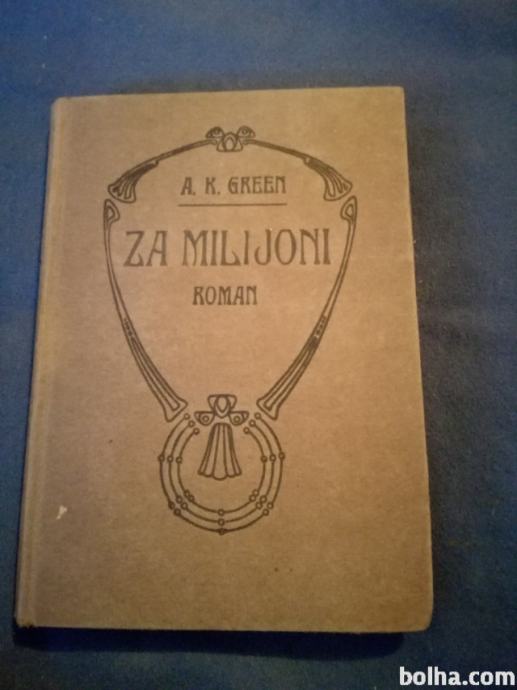 A. K. GREEN
ZA MILIJONI
ROMAN
bolha.com